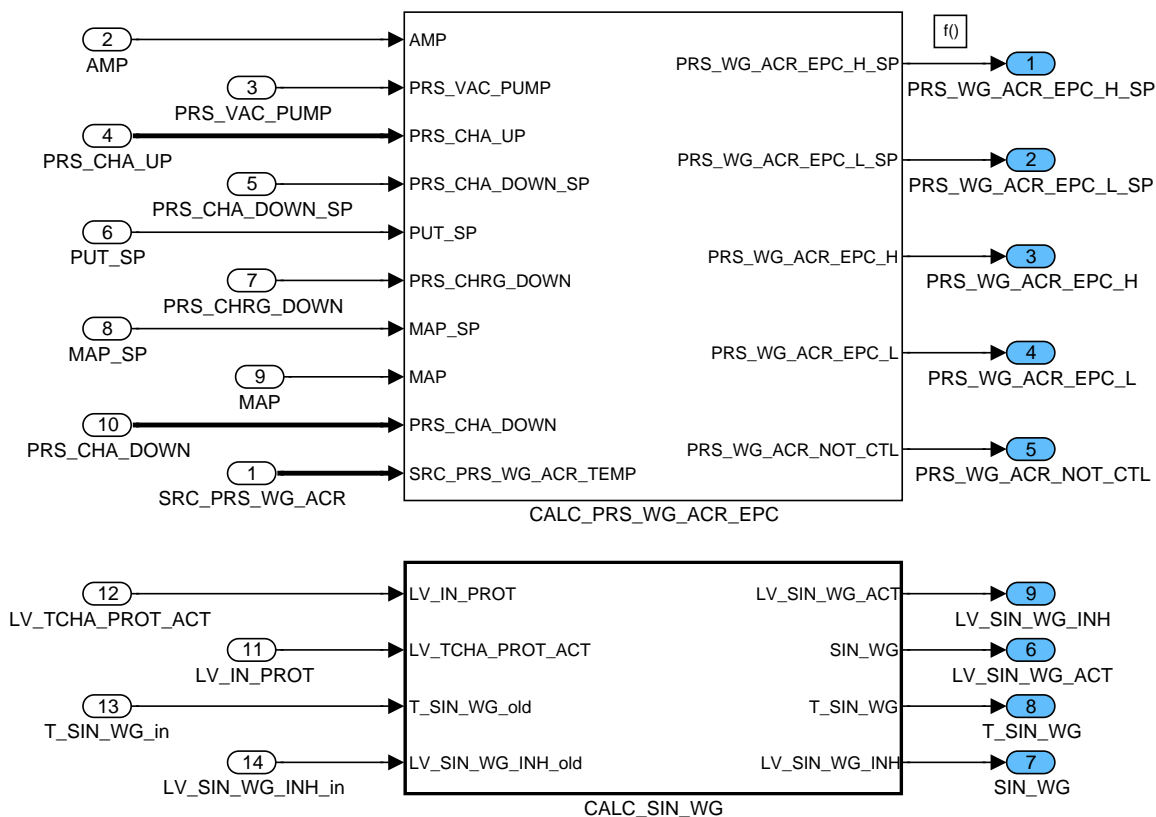 f()
2
AMP
AMP
PRS_WG_ACR_EPC_H_SP
1
PRS_WG_ACR_EPC_H_SP
3
PRS_VAC_PUMP
PRS_VAC_PUMP
4
PRS_CHA_UP
PRS_CHA_UP
PRS_WG_ACR_EPC_L_SP
2
PRS_WG_ACR_EPC_L_SP
5
PRS_CHA_DOWN_SP
PRS_CHA_DOWN_SP
6
PUT_SP
PUT_SP
PRS_WG_ACR_EPC_H
3
PRS_WG_ACR_EPC_H
7
PRS_CHRG_DOWN
PRS_CHRG_DOWN
8
MAP_SP
MAP_SP
PRS_WG_ACR_EPC_L
4
PRS_WG_ACR_EPC_L
9
MAP
MAP
10
PRS_CHA_DOWN
PRS_CHA_DOWN
PRS_WG_ACR_NOT_CTL
5
PRS_WG_ACR_NOT_CTL
1
SRC_PRS_WG_ACR
SRC_PRS_WG_ACR_TEMP
CALC_PRS_WG_ACR_EPC
12
LV_TCHA_PROT_ACT
LV_IN_PROT
LV_SIN_WG_ACT
9
LV_SIN_WG_INH
11
LV_IN_PROT
LV_TCHA_PROT_ACT
SIN_WG
6
LV_SIN_WG_ACT
13
T_SIN_WG_in
T_SIN_WG_old
T_SIN_WG
8
T_SIN_WG
14
LV_SIN_WG_INH_in
LV_SIN_WG_INH_old
LV_SIN_WG_INH
7
SIN_WG
CALC_SIN_WG